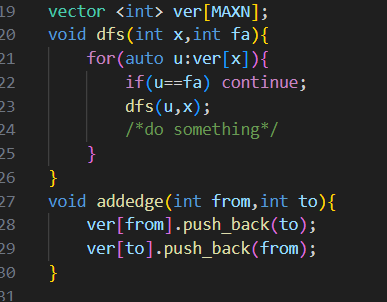 19 vector <int> ver[MAXN];
20 void dfs(int x,int fa){
21     for(auto u:ver[x]){
22         if(u==fa) continue;
23         dfs(u,x);
24         /*do something*/
25     }
26 }
27 void addedge(int from,int to){
28     ver[from].push_back(to);
29     ver[to].push_back(from);
30 }
31